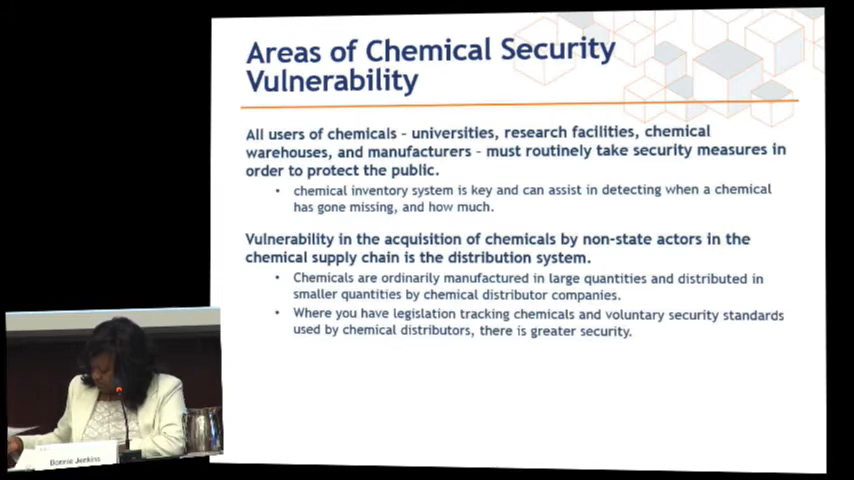 Areas of Chemical Security
Vulnerability
All users of chemicals – universities, research facilities, chemical
warehouses, and manufacturers – must routinely take security measures in
order to protect the public.
• chemical inventory system is key and can assist in detecting when a chemical
has gone missing, and how much.
Vulnerability in the acquisition of chemicals by non-state actors in the
chemical supply chain is the distribution system.
• Chemicals are ordinarily manufactured in large quantities and distributed in
smaller quantities by chemical distributor companies.
• Where you have legislation tracking chemicals and voluntary security standards
used by chemical distributors, there is greater security.
Bonnie Jenkins